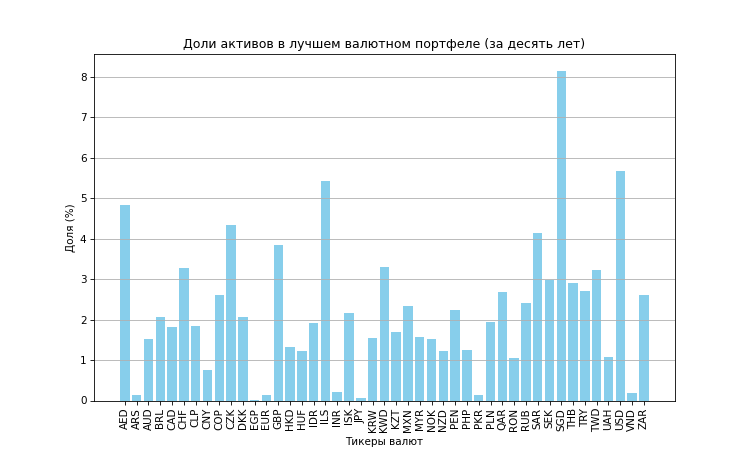 Доли активов в лучшем валютном портфеле (за десять лет)
Доля (%)
8
7
6
5
4
3
2
1
0
AED
ARS
AUD
BRL
CAD
CHF
CLP
CNY
COP
CZK
DKK
EGP
EUR
GBP
HKD
HUF
IDR
ILS
INR
ISK
JPY
KRW
KWD
KZT
MXN
MYR
NOK
NZD
PEN
PHP
PKR
PLN
QAR
RON
RUB
SAR
SEK
SGD
THB
TRY
TWD
UAH
USD
VND
ZAR
Тикеры валют